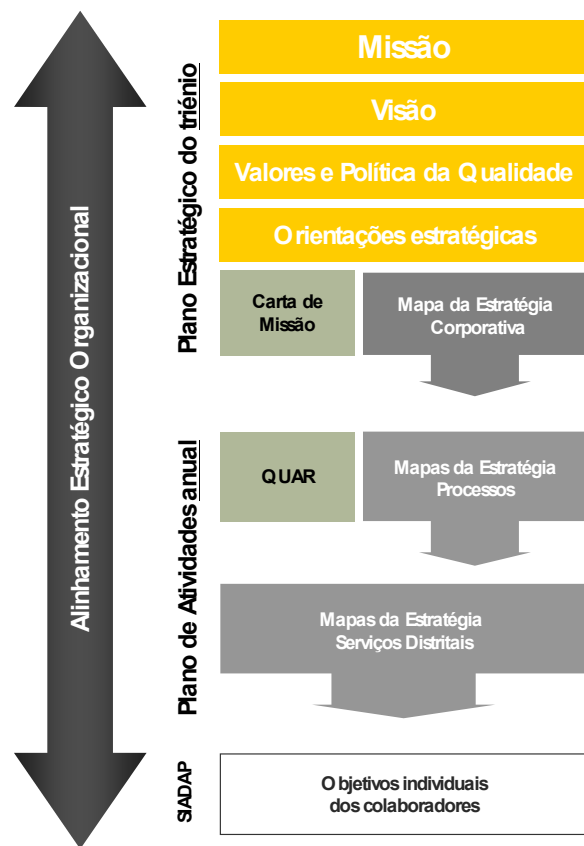 Alinhamento Estratégico Organizacional
Plano Estratégico do triénio
Missão
Visão
Valores e Política da Qualidade
Orientações estratégicas
Carta de
Missão
Mapa da Estratégia
Corporativa
Plano de Atividades anual
QUAR
Mapas da Estratégia
Processos
Mapas da Estratégia
Serviços Distritais
SIADAP
Objetivos individuais
dos colaboradores